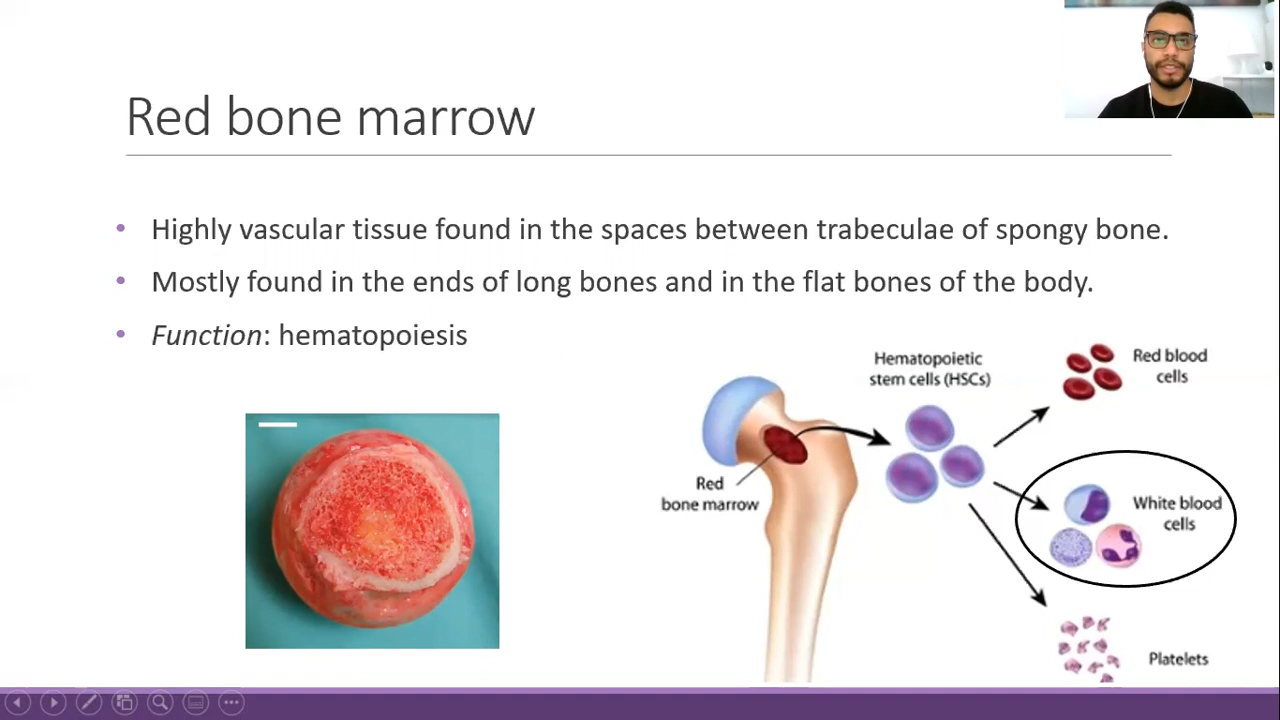 Red bone marrow
• Highly vascular tissue found in the spaces between trabeculae of spongy bone.
• Mostly found in the ends of long bones and in the flat bones of the body.
• Function: hematopoiesis
Hematopoietic
stem cells (HSCs)
Red blood
cells
Red
bone marrow
White blood
cells
Platelets